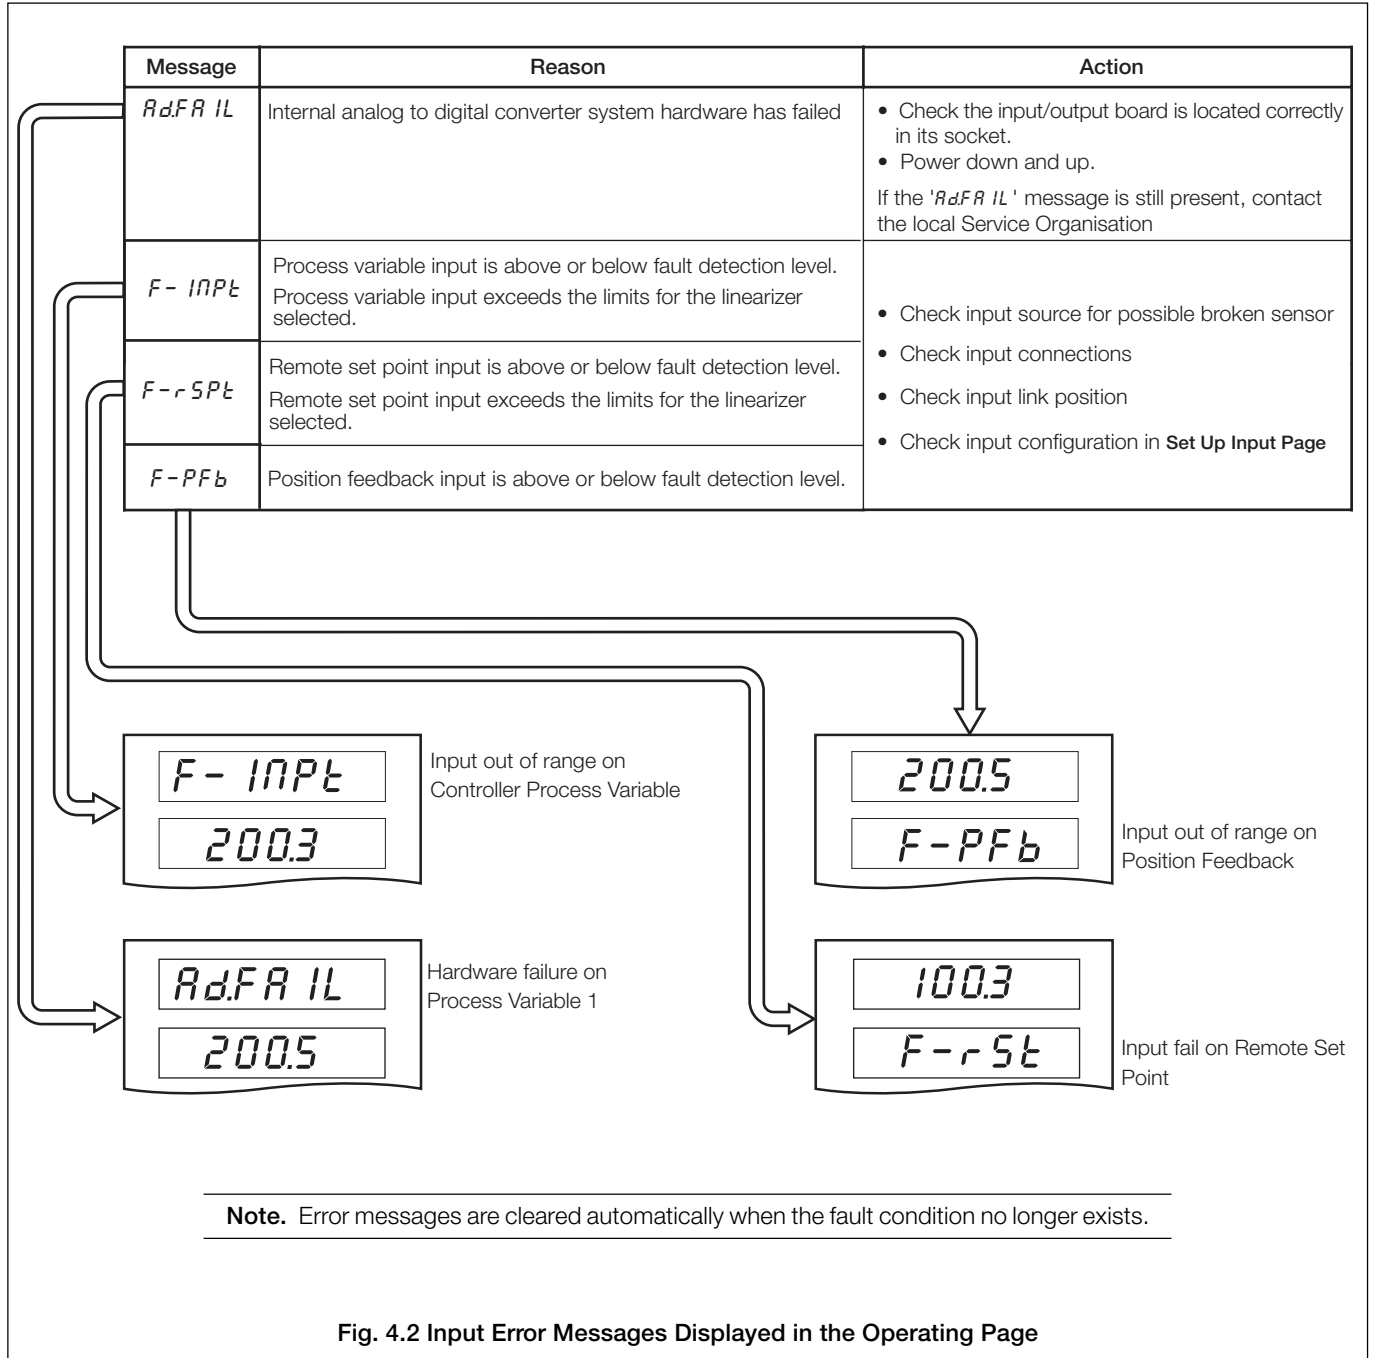 Message Reason Action
Ad.FAIL
Internal analog to digital converter system hardware has failed
• Check the input/output board is located correctly
in its socket.
• Power down and up.
If the 'Ad.FAIL' message is still present, contact
the local Service Organisation
F-INPt
Process variable input is above or below fault detection level.
Process variable input exceeds the limits for the linearizer
selected.
F-rSPt
Remote set point input is above or below fault detection level.
Remote set point input exceeds the limits for the linearizer
selected.
F-PFb
Position feedback input is above or below fault detection level.
• Check input source for possible broken sensor
• Check input connections
• Check input link position
• Check input configuration in Set Up Input Page
F-INPt
200.3
Input out of range on
Controller Process Variable
200.5
F-PFb
Input out of range on
Position Feedback
Ad.FAIL
200.5
Hardware failure on
Process Variable 1
100.3
F-rSt
Input fail on Remote Set
Point
Note. Error messages are cleared automatically when the fault condition no longer exists.
Fig. 4.2 Input Error Messages Displayed in the Operating Page